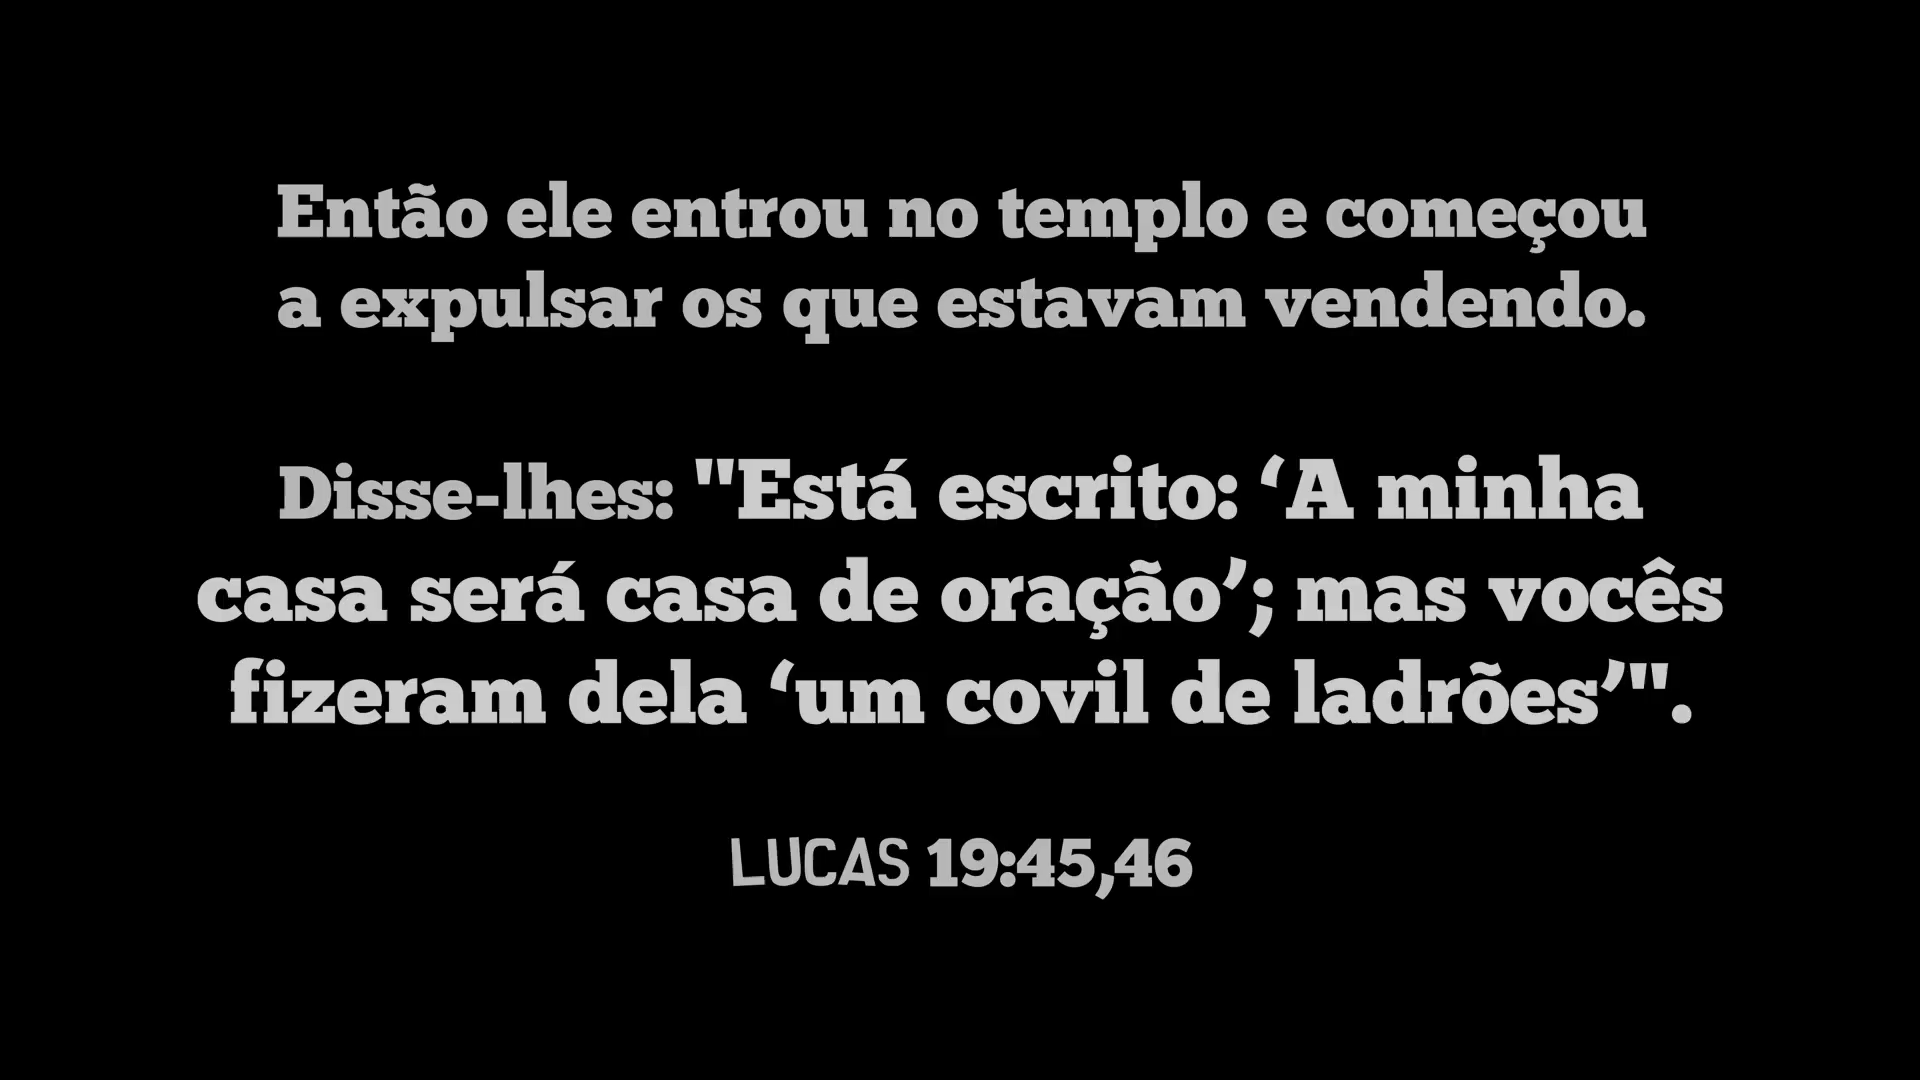 Então ele entrou no templo e começou
a expulsar os que estavam vendendo.
Disse-lhes: "Está escrito: ‘A minha
casa será casa de oração’; mas vocês
fizeram dela ‘um covil de ladrões’".
LUCAS 19:45,46